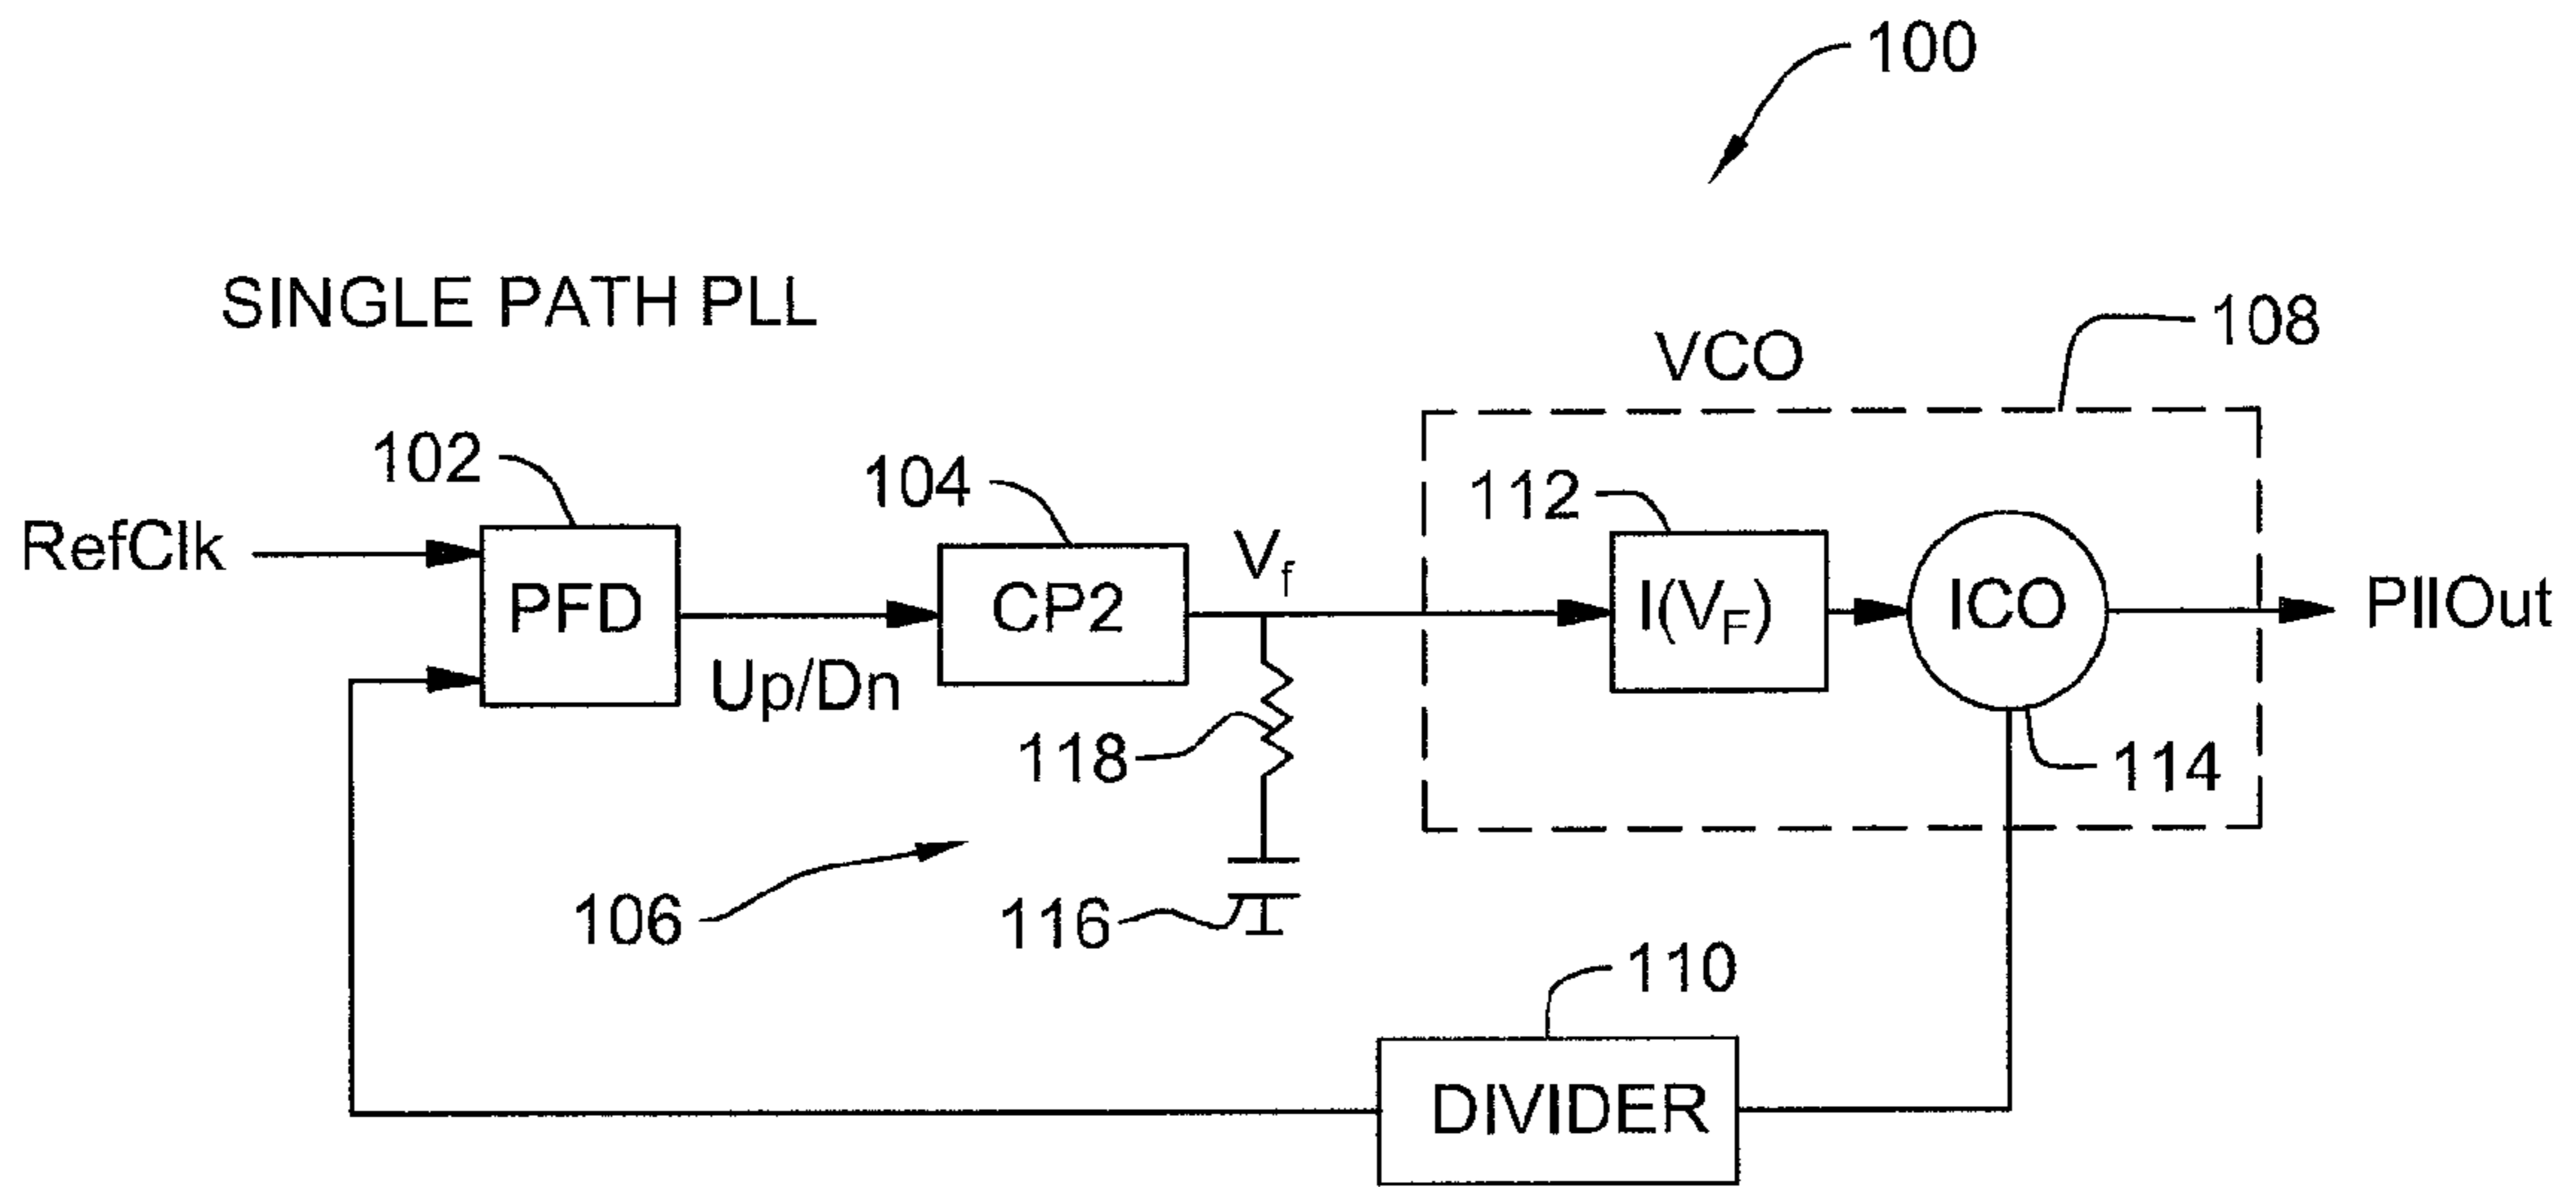 100
SINGLE PATH PLL
108
VCO
102
104
112
RefClk
PFD
CP2
Vf
I(VF)
ICO
PllOut
Up/Dn
118
114
106
116
110
DIVIDER